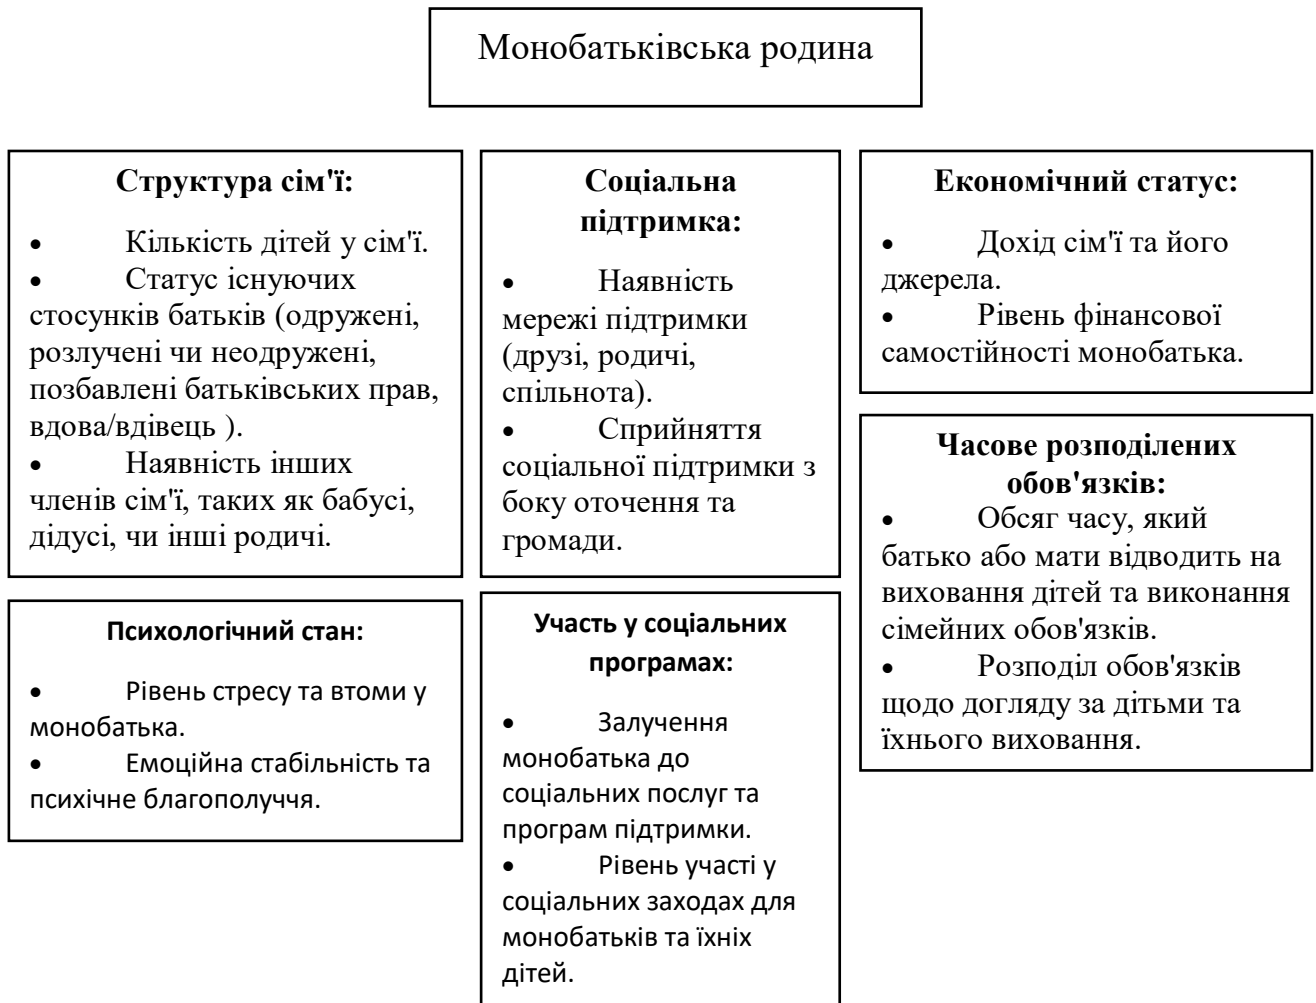 Монобатьківська родина
Структура сім'ї:
• Кількість дітей у сім'ї.
• Статус існуючих
стосунків батьків (одружені,
розлучені чи неодружені,
позбавлені батьківських прав,
вдова/вдівець ).
• Наявність інших
членів сім'ї, таких як бабусі,
дідусі, чи інші родичі.
Соціальна
підтримка:
• Наявність
мережі підтримки
(друзі, родичі,
спільнота).
• Сприйняття
соціальної підтримки з
боку оточення та
громади.
Економічний статус:
• Дохід сім'ї та його
джерела.
• Рівень фінансової
самостійності монобатька.
Часове розподілених
обов'язків:
• Обсяг часу, який
батько або мати відводить на
виховання дітей та виконання
сімейних обов'язків.
• Розподіл обов'язків
щодо догляду за дітьми та
їхнього виховання.
Психологічний стан:
• Рівень стресу та втоми у
монобатька.
• Емоційна стабільність та
психічне благополуччя.
Участь у соціальних
програмах:
• Залучення
монобатька до
соціальних послуг та
програм підтримки.
• Рівень участі у
соціальних заходах для
монобатьків та їхніх
дітей.